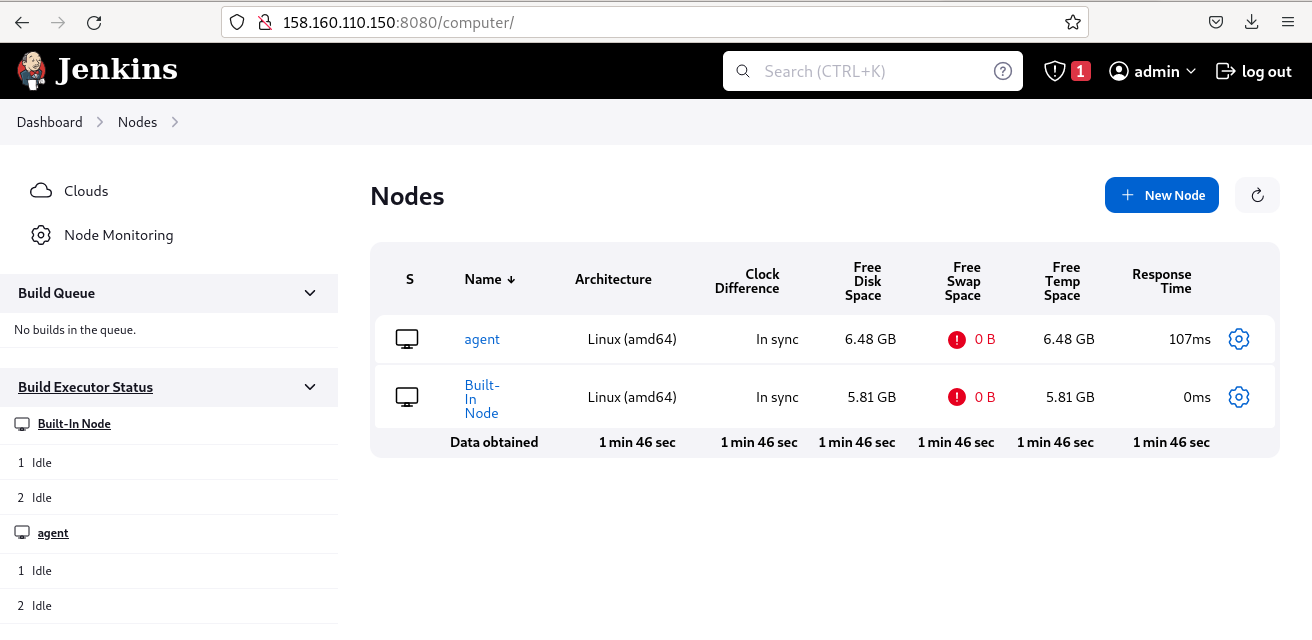 158.160.110.150:8080/computer/
Jenkins
Search (CTRL+K)
1
admin
log out
Dashboard
Nodes
Clouds
Node Monitoring
Build Queue
No builds in the queue.
Build Executor Status
Built-In Node
1 Idle
2 Idle
agent
1 Idle
2 Idle
Nodes
+ New Node
S Name ↓ Architecture Clock Difference Free Disk Space Free Swap Space Free Temp Space Response Time
agent Linux (amd64) In sync 6.48 GB 0 B 6.48 GB 107ms
Built-In Node Linux (amd64) In sync 5.81 GB 0 B 5.81 GB 0ms
Data obtained 1 min 46 sec 1 min 46 sec 1 min 46 sec 1 min 46 sec 1 min 46 sec 1 min 46 sec